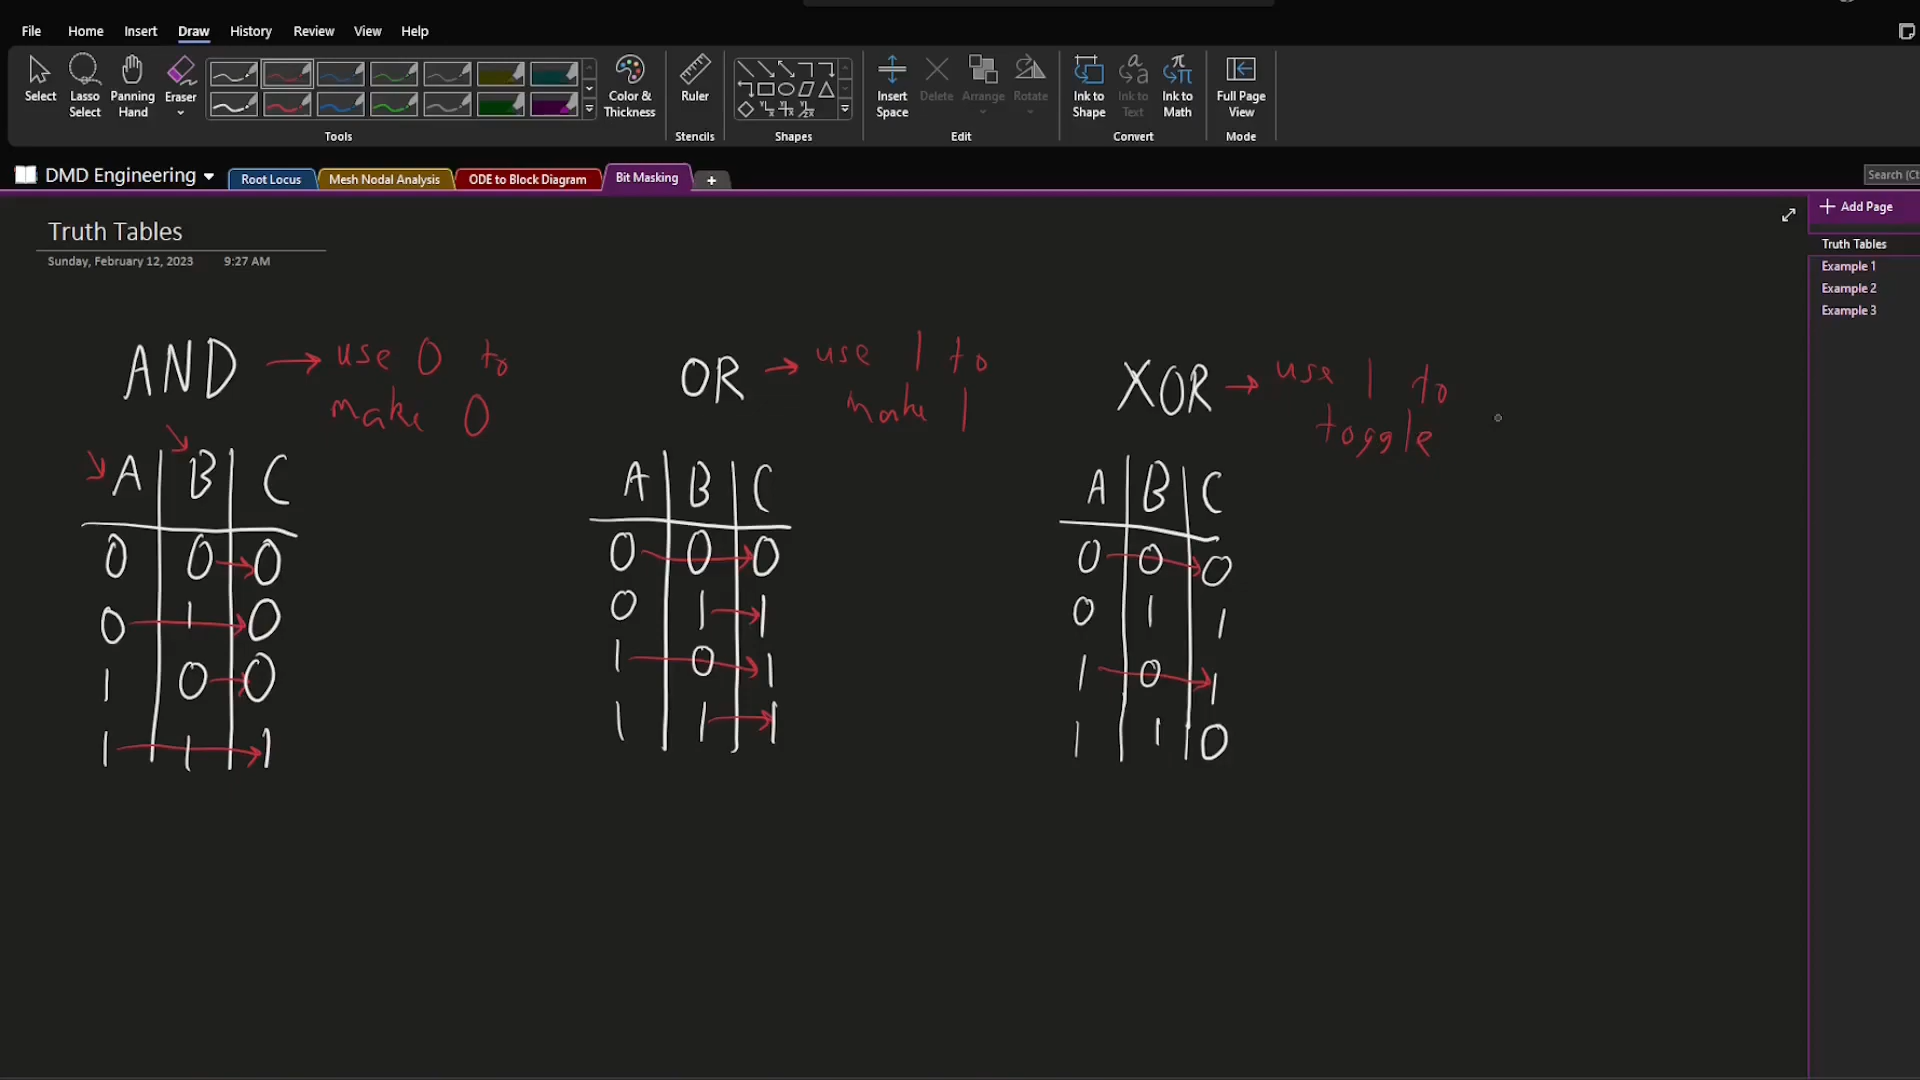 File Home Insert Draw History Review View Help
Select
Lasso Select
Panning Hand
Eraser
Color & Thickness
Ruler
Insert Space
Delete
Arrange
Rotate
Ink to Shape
Ink to Text
Ink to Math
Full Page View
Tools
Stencils
Shapes
Edit
Convert
Mode
DMD Engineering
Root Locus
Mesh Nodal Analysis
ODE to Block Diagram
Bit Masking
+
Search (Ct
Add Page
Truth Tables
Example 1
Example 2
Example 3
Truth Tables
Sunday, February 12, 2023 9:27 AM
AND → use 0 to
make 0
A B C
0 0 0
0 1 0
1 0 0
1 1 1
OR → use 1 to
make 1
A B C
0 0 0
0 1 1
1 0 1
1 1 1
XOR → use 1 to
toggle
A B C
0 0 0
0 1 1
1 0 1
1 1 0